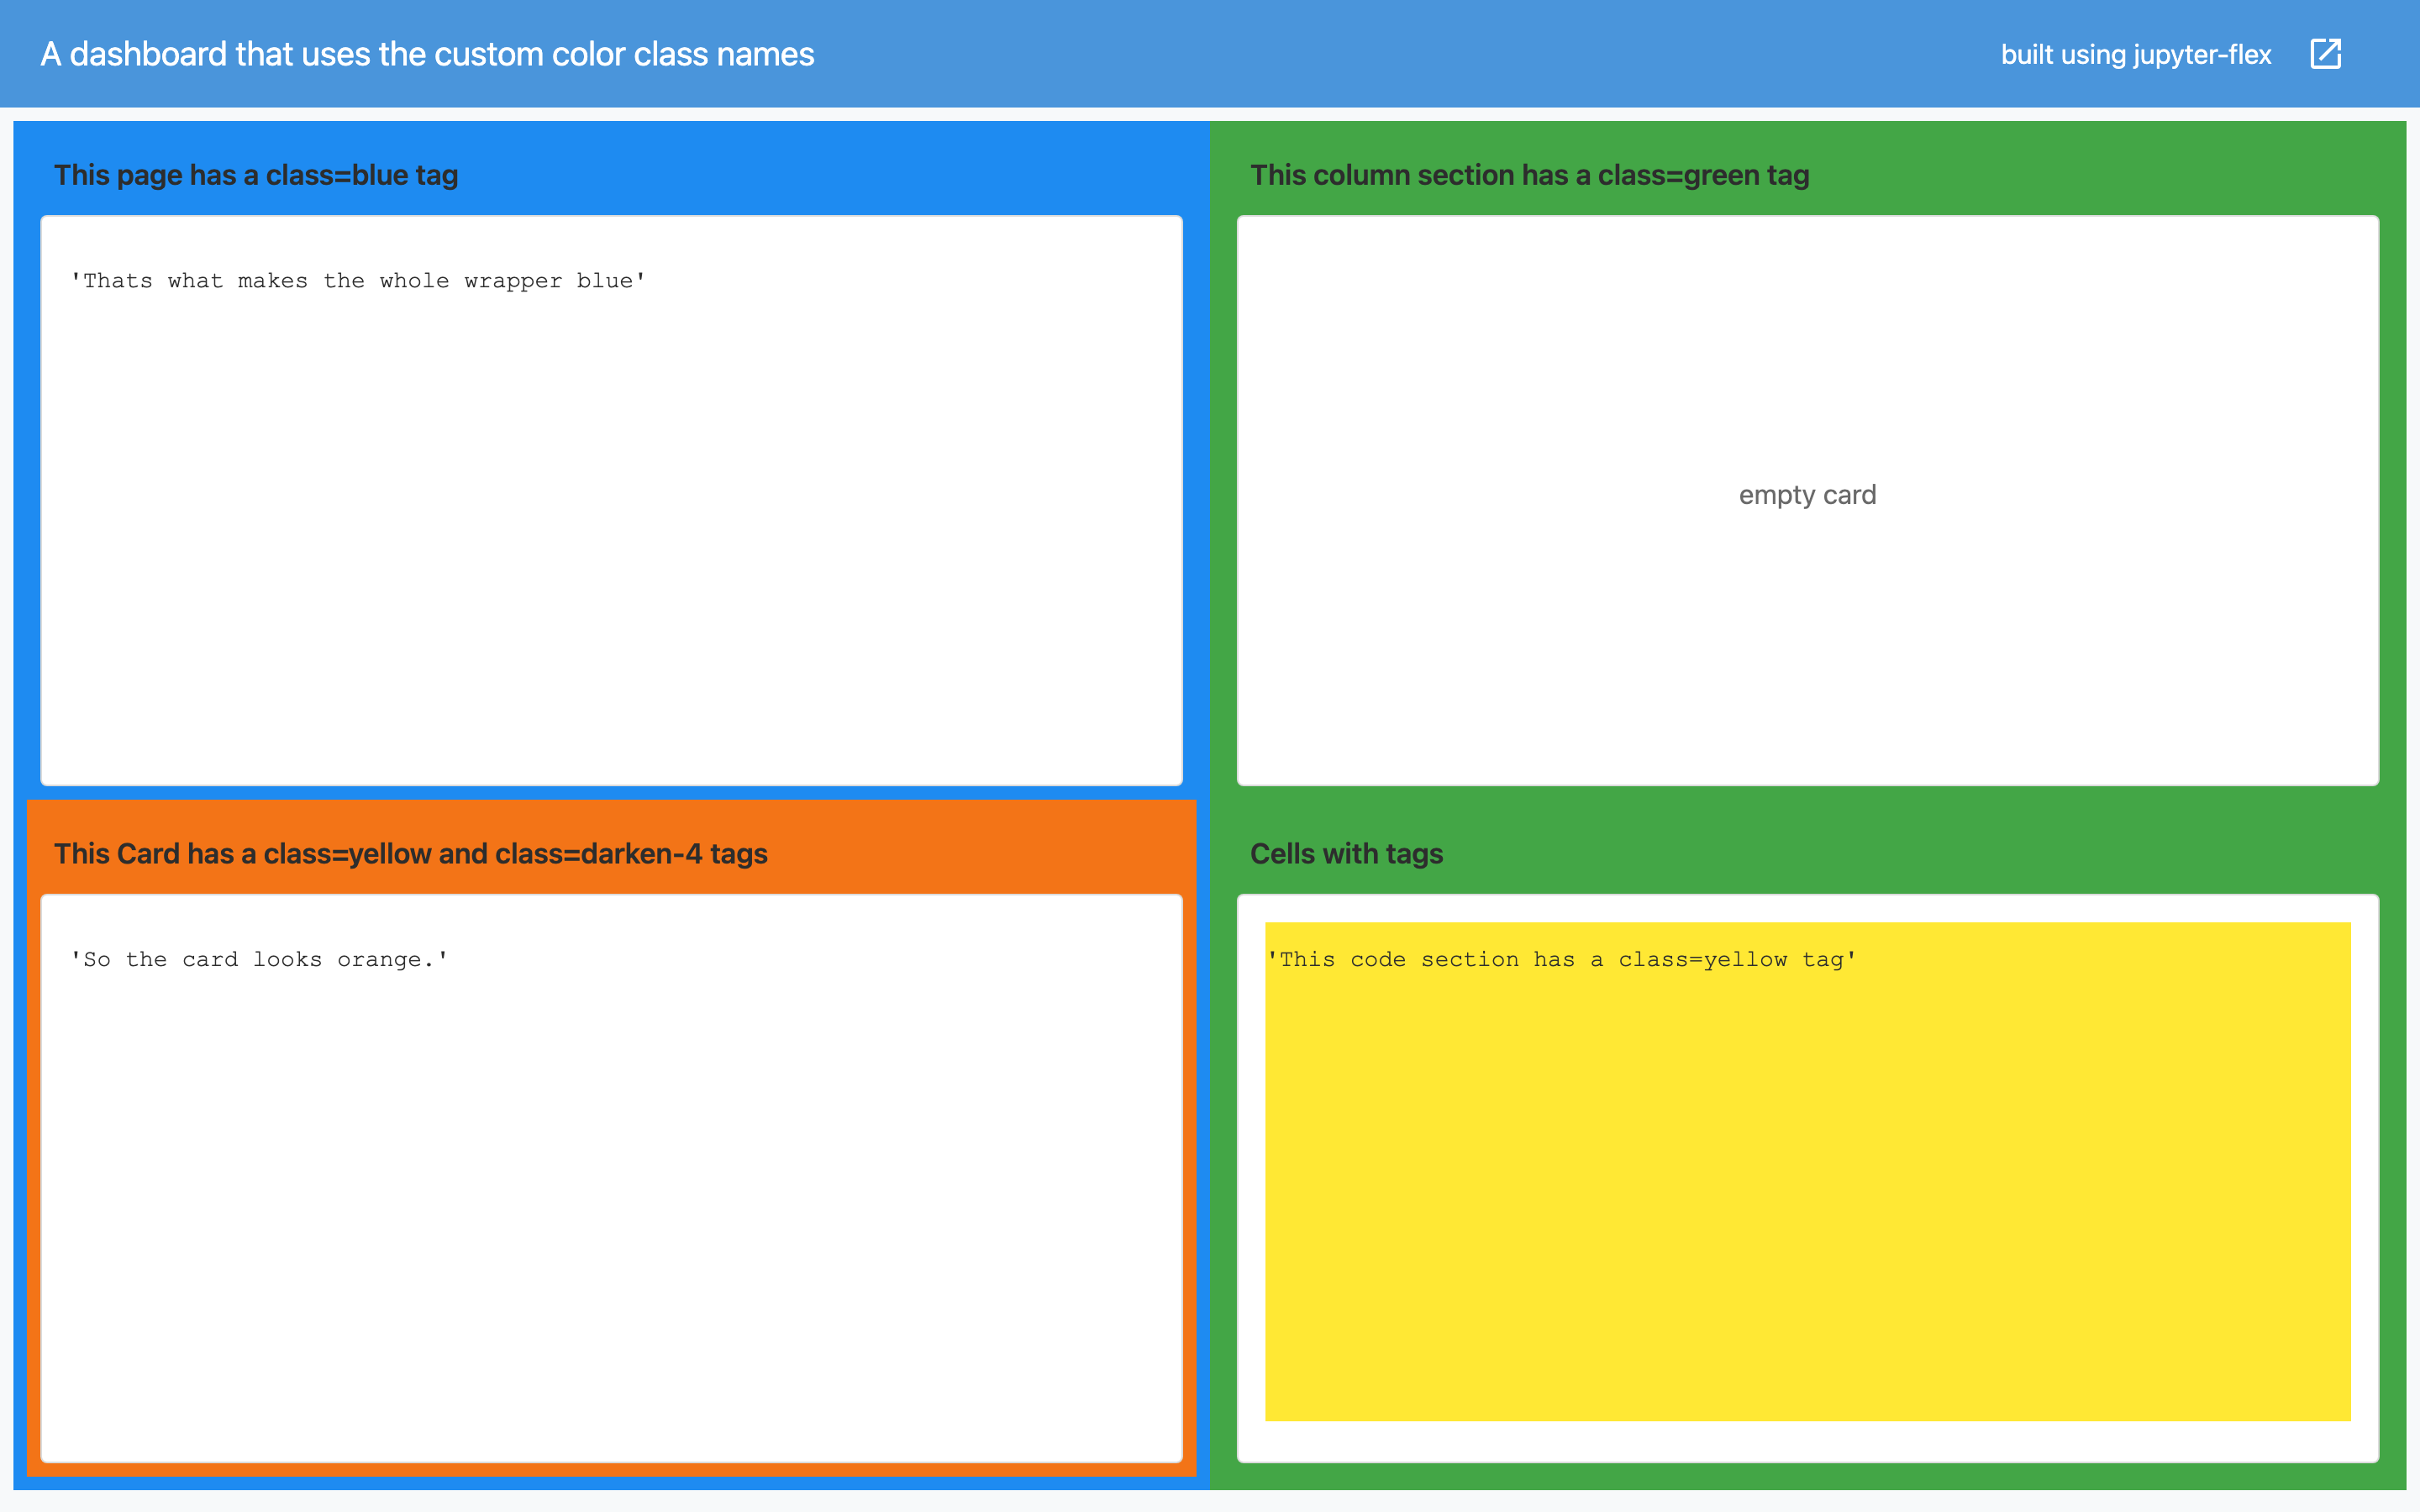 A dashboard that uses the custom color class names
built using jupyter-flex
This page has a class=blue tag
'Thats what makes the whole wrapper blue'
This column section has a class=green tag
empty card
This Card has a class=yellow and class=darken-4 tags
'So the card looks orange.'
Cells with tags
'This code section has a class=yellow tag'